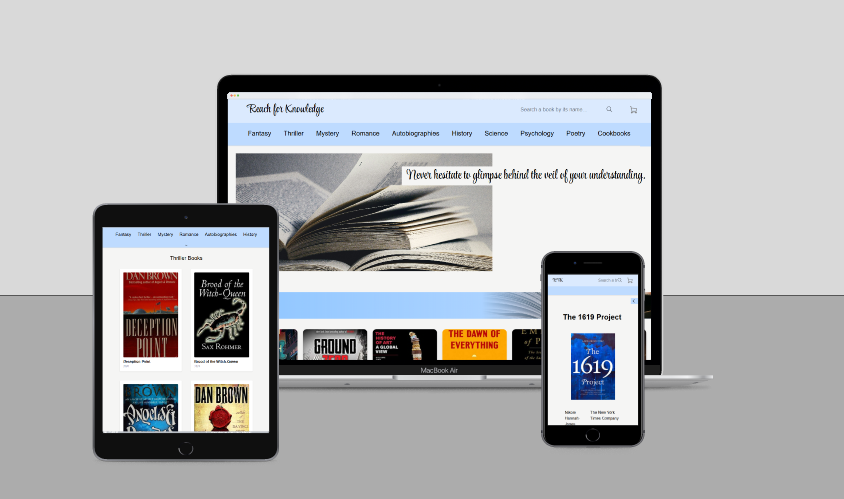 Reach for Knowledge
Search a book by its name...
Fantasy Thriller Mystery Romance Autobiographies History Science Psychology Poetry Cookbooks
Never hesitate to glimpse behind the veil of your understanding.
GROUND
THE
HISTORY
OF ART
A GLOBAL
VIEW
THE DAWN OF
EVERYTHING
MacBook Air
Fantasy Thriller Mystery Romance Autobiographies History
Thriller Books
DAN BROWN
DECEPTION
POINT
Deception Point
Brood of the
Witch-Queen
SAX ROHMER
Brood of the Witch Queen
ANGELS &
DAN BROWN
The 1619 Project
The
1619
Project
Nikole
Hannah
Jones
The New York
Times Company